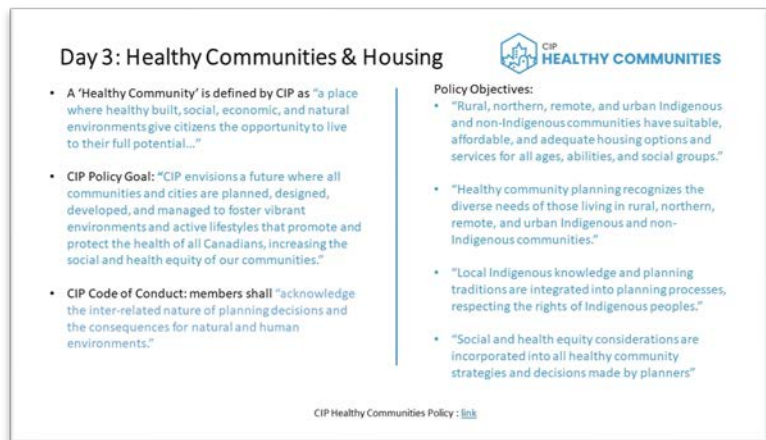 Day 3: Healthy Communities & Housing
CIP
HEALTHY COMMUNITIES
• A 'Healthy Community' is defined by CIP as "a place
where healthy built, social, economic, and natural
environments give citizens the opportunity to live
to their full potential..."
• CIP Policy Goal: "CIP envisions a future where all
communities and cities are planned, designed,
developed, and managed to foster vibrant
environments and active lifestyles that promote and
protect the health of all Canadians, increasing the
social and health equity of our communities."
• CIP Code of Conduct: members shall "acknowledge
the inter-related nature of planning decisions and
the consequences for natural and human
environments."
Policy Objectives:
• "Rural, northern, remote, and urban Indigenous
and non-Indigenous communities have suitable,
affordable, and adequate housing options and
services for all ages, abilities, and social groups."
• "Healthy community planning recognizes the
diverse needs of those living in rural, northern,
remote, and urban Indigenous and non-
Indigenous communities."
• "Local Indigenous knowledge and planning
traditions are integrated into planning processes,
respecting the rights of Indigenous peoples."
• "Social and health equity considerations are
incorporated into all healthy community
strategies and decisions made by planners"
CIP Healthy Communities Policy : link